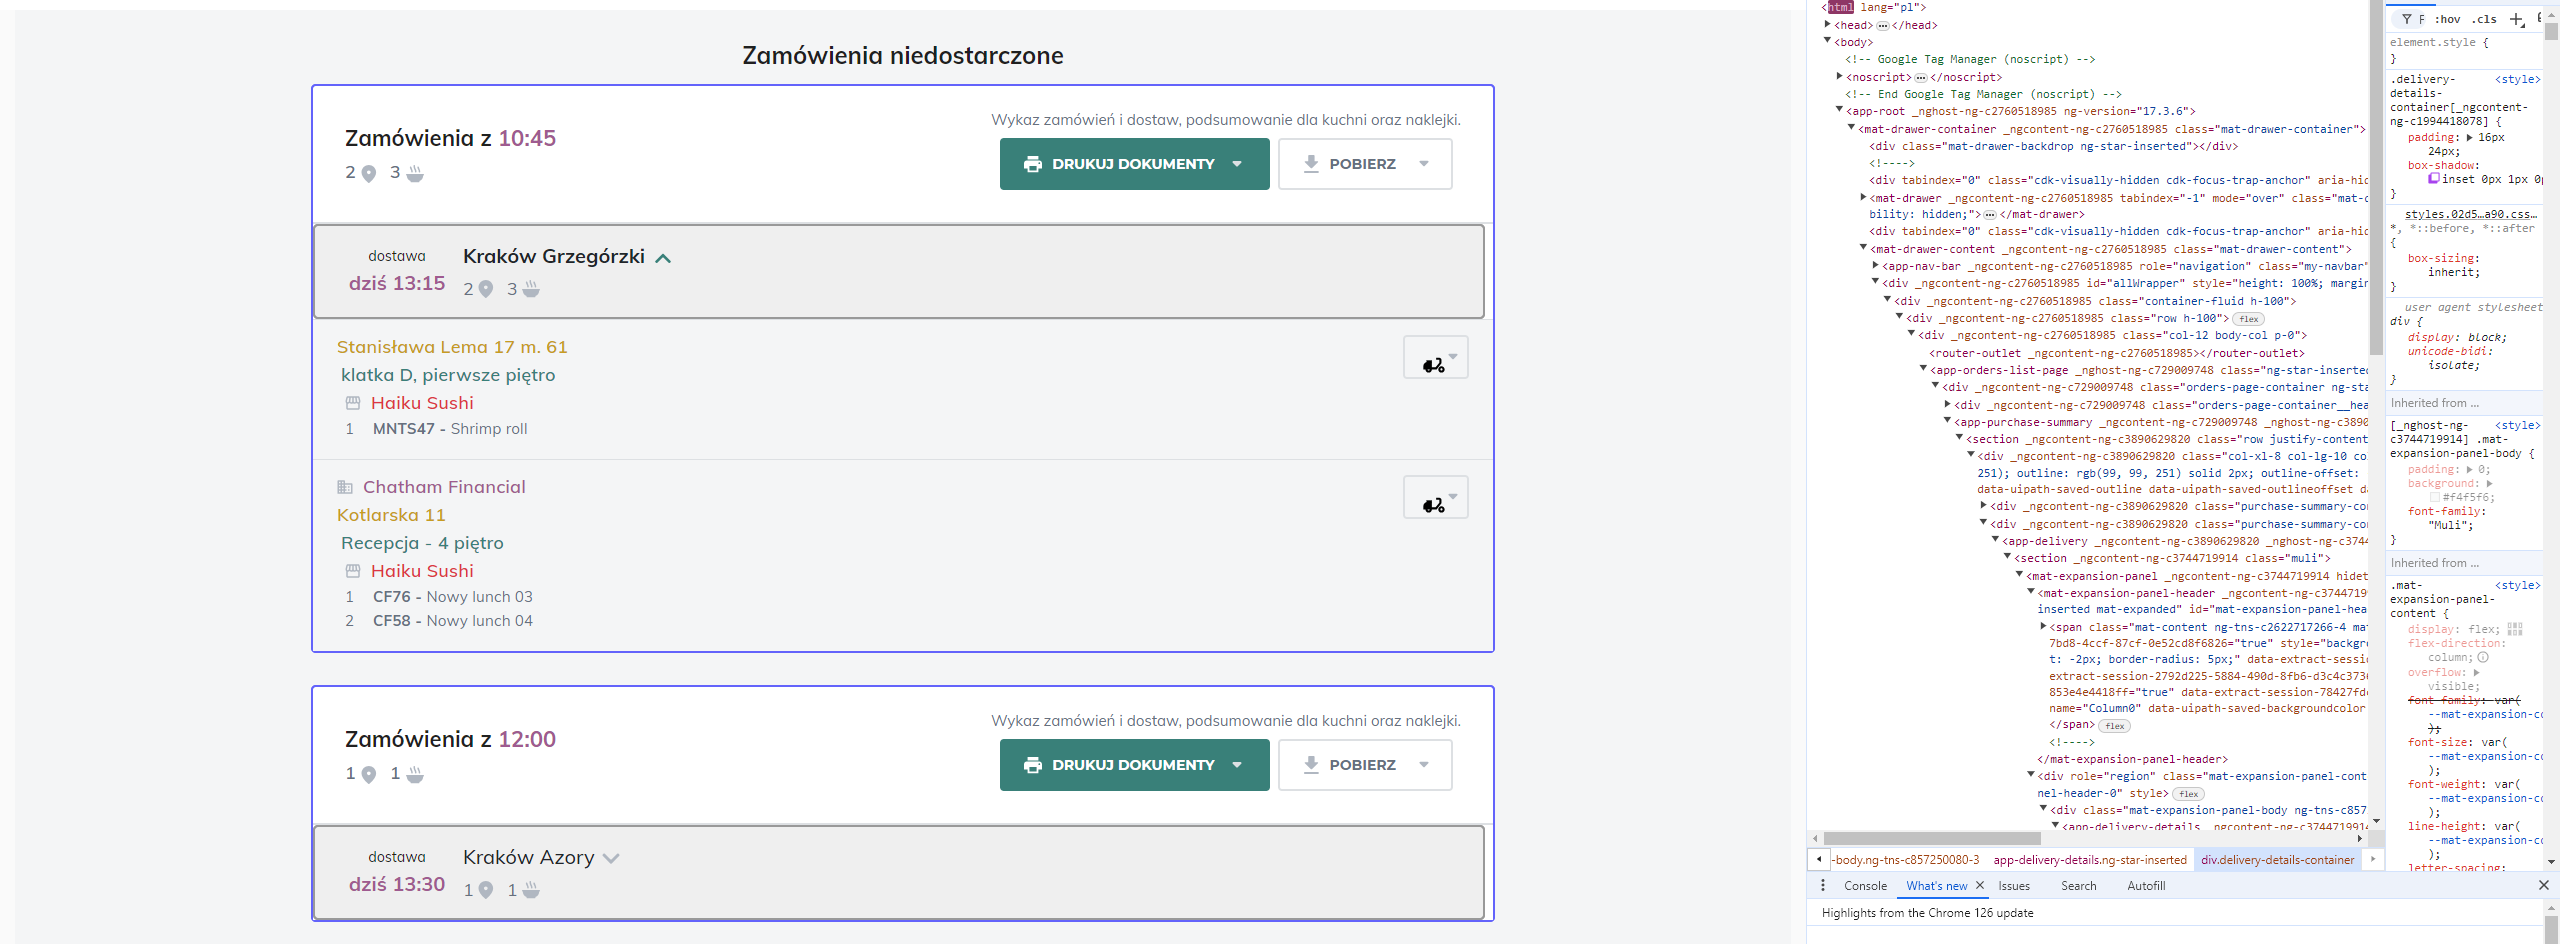 Zamówienia niedostarczone
Zamówienia z 10:45
2 3
Wykaz zamówień i dostaw, podsumowanie dla kuchni oraz naklejki.
DRUKUJ DOKUMENTY
POBIERZ
dostawa
dziś 13:15
Kraków Grzegórzki
2 3
Stanisława Lema 17 m. 61
klatka D, pierwsze piętro
Haiku Sushi
1 MNTS47 - Shrimp roll
Chatham Financial
Kotlarska 11
Recepcja - 4 piętro
Haiku Sushi
1 CF76 - Nowy lunch 03
2 CF58 - Nowy lunch 04
Zamówienia z 12:00
1 1
Wykaz zamówień i dostaw, podsumowanie dla kuchni oraz naklejki.
DRUKUJ DOKUMENTY
POBIERZ
dostawa
dziś 13:30
Kraków Azory
1 1
<html lang="pl">
<head> … </head>
<body>
<!-- Google Tag Manager (noscript) -->
<noscript> … </noscript>
<!-- End Google Tag Manager (noscript) -->
<app-root _nghost-ng-c2760518985 ng-version="17.3.6">
<mat-drawer-container _ngcontent-ng-c2760518985 class="mat-drawer-container">
<div class="mat-drawer-backdrop ng-star-inserted"></div>
<!---->
<div tabindex="0" class="cdk-visually-hidden cdk-focus-trap-anchor" aria-hid
<mat-drawer _ngcontent-ng-c2760518985 tabindex="-1" mode="over" class="mat-d
bility: hidden;"> … </mat-drawer>
<div tabindex="0" class="cdk-visually-hidden cdk-focus-trap-anchor" aria-hid
<mat-drawer-content _ngcontent-ng-c2760518985 class="mat-drawer-content">
<app-nav-bar _ngcontent-ng-c2760518985 role="navigation" class="my-navbar"
<div _ngcontent-ng-c2760518985 id="allWrapper" style="height: 100%; margin
<div _ngcontent-ng-c2760518985 class="container-fluid h-100">
<div _ngcontent-ng-c2760518985 class="row h-100"> flex
<div _ngcontent-ng-c2760518985 class="col-12 body-col p-0">
<router-outlet _ngcontent-ng-c2760518985></router-outlet>
<app-orders-list-page _nghost-ng-c729009748 class="ng-star-inserted
<div _ngcontent-ng-c729009748 class="orders-page-container ng-sta
<div _ngcontent-ng-c729009748 class="orders-page-container__hea
<app-purchase-summary _ngcontent-ng-c729009748 _nghost-ng-c3890
<section _ngcontent-ng-c3890629820 class="row justify-content
<div _ngcontent-ng-c3890629820 class="col-xl-8 col-lg-10 co
251); outline: rgb(99, 99, 251) solid 2px; outline-offset:
data-uipath-saved-outline data-uipath-saved-outlineoffset da
<div _ngcontent-ng-c3890629820 class="purchase-summary-co
<div _ngcontent-ng-c3890629820 class="purchase-summary-co
<app-delivery _ngcontent-ng-c3890629820 _nghost-ng-c3744
<section _ngcontent-ng-c3744719914 class="muli">
<mat-expansion-panel _ngcontent-ng-c3744719914 hidet
<mat-expansion-panel-header _ngcontent-ng-c3744719
inserted mat-expanded" id="mat-expansion-panel-hea
<span class="mat-content ng-tns-c2622717266-4 mat
7bd8-4ccf-87cf-0e52cd8f6826="true" style="backgro
t: -2px; border-radius: 5px;" data-extract-sessi
extract-session-2792d225-5884-490d-8fb6-d3c4c373
853e4e4418ff="true" data-extract-session-78427fd
name="Column0" data-uipath-saved-backgroundcolor
</span> flex
<!---->
</mat-expansion-panel-header>
<div role="region" class="mat-expansion-panel-cont
nel-header-0" style> flex
<div class="mat-expansion-panel-body ng-tns-c857
<app-delivery-details _ngcontent-ng-c374471991
-body.ng-tns-c857250080-3 app-delivery-details.ng-star-inserted div.delivery-details-container
Console What's new Issues Search Autofill
Highlights from the Chrome 126 update
F :hov .cls
element.style {
}
.delivery- <style>
details-
container[_ngcontent-
ng-c1994418078] {
padding: 16px
24px;
box-shadow:
inset 0px 1px 0p
}
styles.02d5…a90.css…
*, *::before, *::after
{
box-sizing:
inherit;
}
user agent stylesheet
div {
display: block;
unicode-bidi:
isolate;
}
Inherited from …
[_nghost-ng- <style>
c3744719914] .mat-
expansion-panel-body {
padding: 0;
background:
#f4f5f6;
font-family:
"Muli";
}
Inherited from …
.mat- <style>
expansion-panel-
content {
display: flex;
flex-direction:
column;
overflow:
visible;
font-family: var(
--mat-expansion-co
);
font-size: var(
--mat-expansion-co
);
font-weight: var(
--mat-expansion-co
);
line-height: var(
--mat-expansion-co
);
letter-spacing: